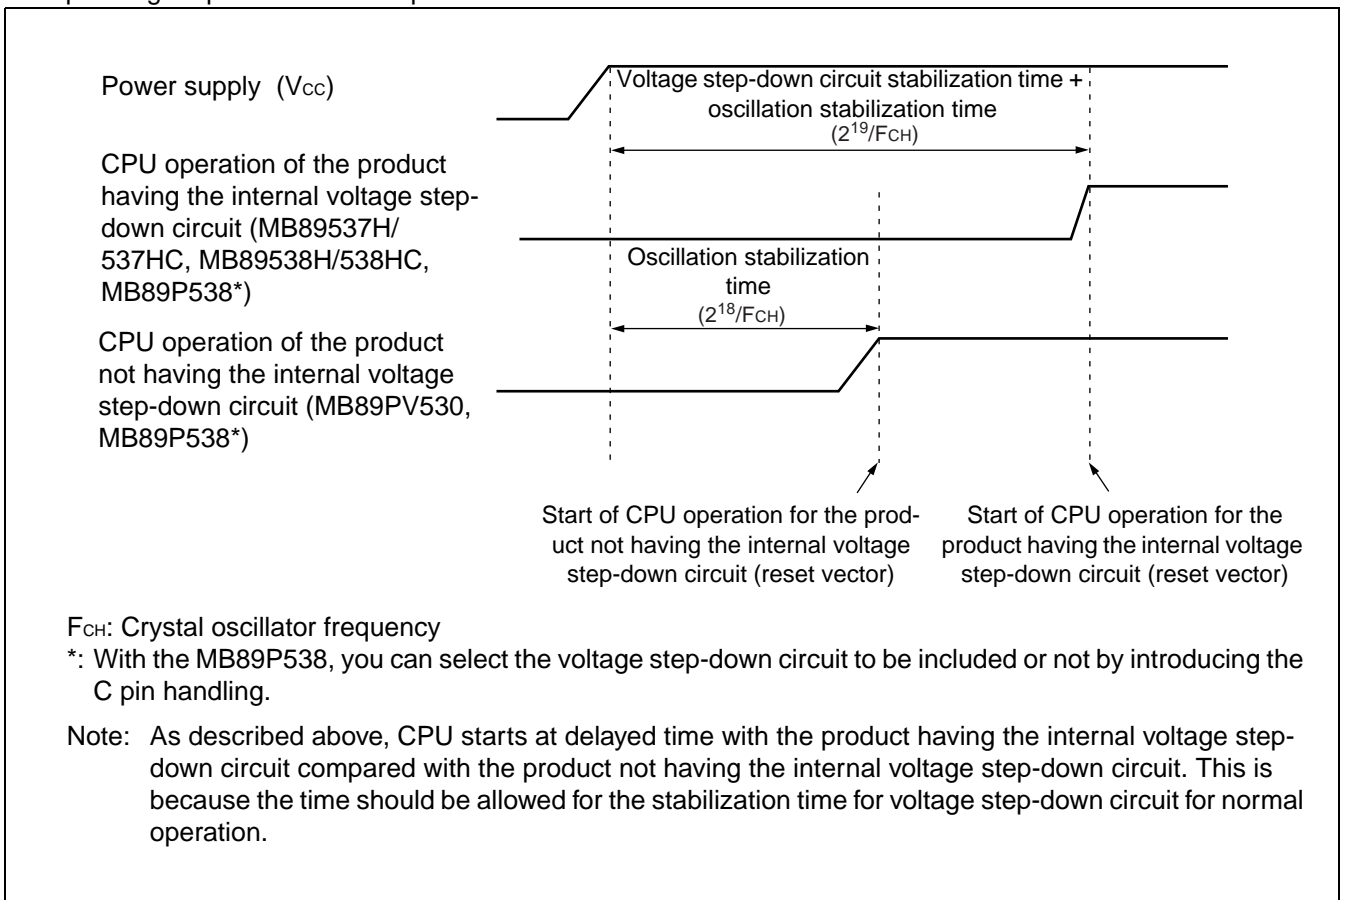 Power supply (VCC)
Voltage step-down circuit stabilization time +
oscillation stabilization time
(2^19/FCH)
CPU operation of the product
having the internal voltage step-
down circuit (MB89537H/
537HC, MB89538H/538HC,
MB89P538*)
Oscillation stabilization
time
(2^18/FCH)
CPU operation of the product
not having the internal voltage
step-down circuit (MB89PV530,
MB89P538*)
Start of CPU operation for the prod-
uct not having the internal voltage
step-down circuit (reset vector)
Start of CPU operation for the
product having the internal voltage
step-down circuit (reset vector)
FCH: Crystal oscillator frequency
*: With the MB89P538, you can select the voltage step-down circuit to be included or not by introducing the
C pin handling.
Note: As described above, CPU starts at delayed time with the product having the internal voltage step-
down circuit compared with the product not having the internal voltage step-down circuit. This is
because the time should be allowed for the stabilization time for voltage step-down circuit for normal
operation.